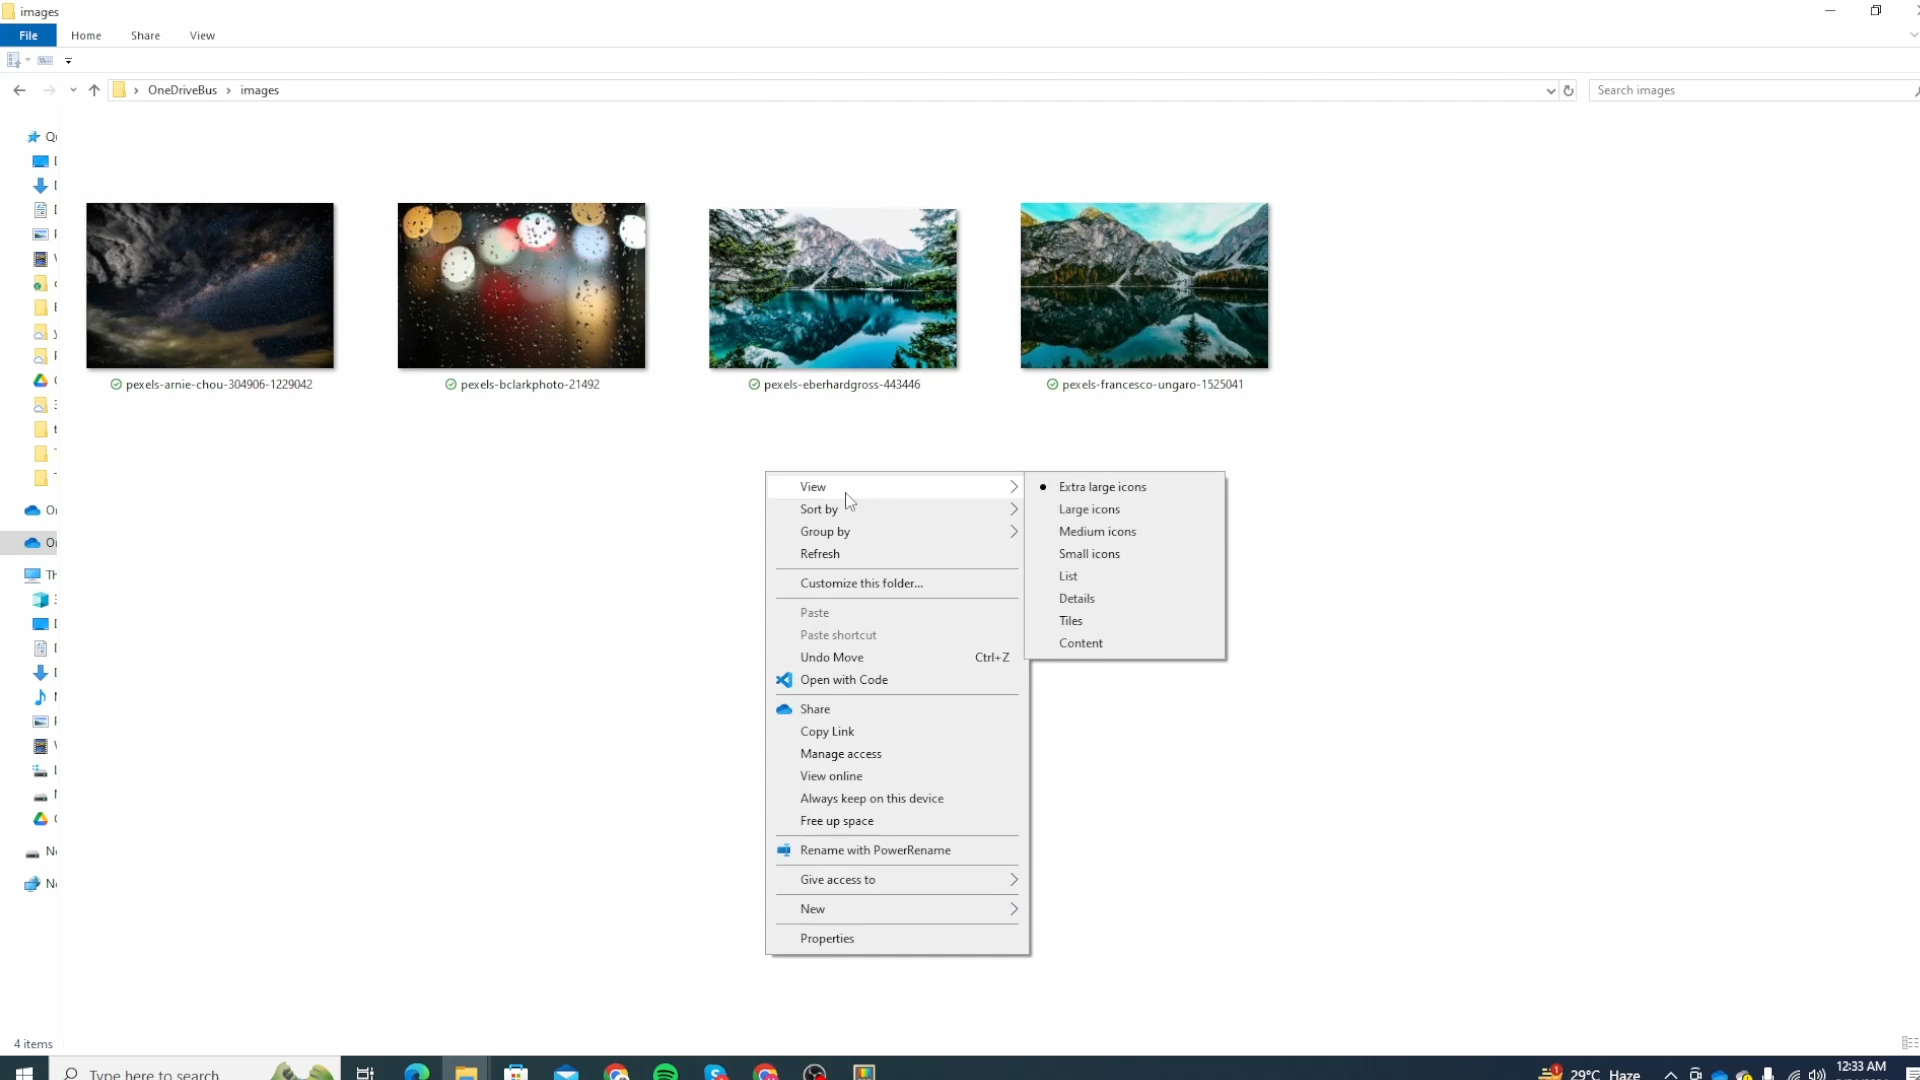 images
File Home Share View
OneDriveBus images
Search images
pexels-arnie-chou-304906-1229042
pexels-bclarkphoto-21492
pexels-eberhardgross-443446
pexels-francesco-ungaro-1525041
View
Sort by
Group by
Refresh
Customize this folder...
Paste
Paste shortcut
Undo Move Ctrl+Z
Open with Code
Share
Copy Link
Manage access
View online
Always keep on this device
Free up space
Rename with PowerRename
Give access to
New
Properties
Extra large icons
Large icons
Medium icons
Small icons
List
Details
Tiles
Content
4 items
Type here to search
29°C Haze
12:33 AM